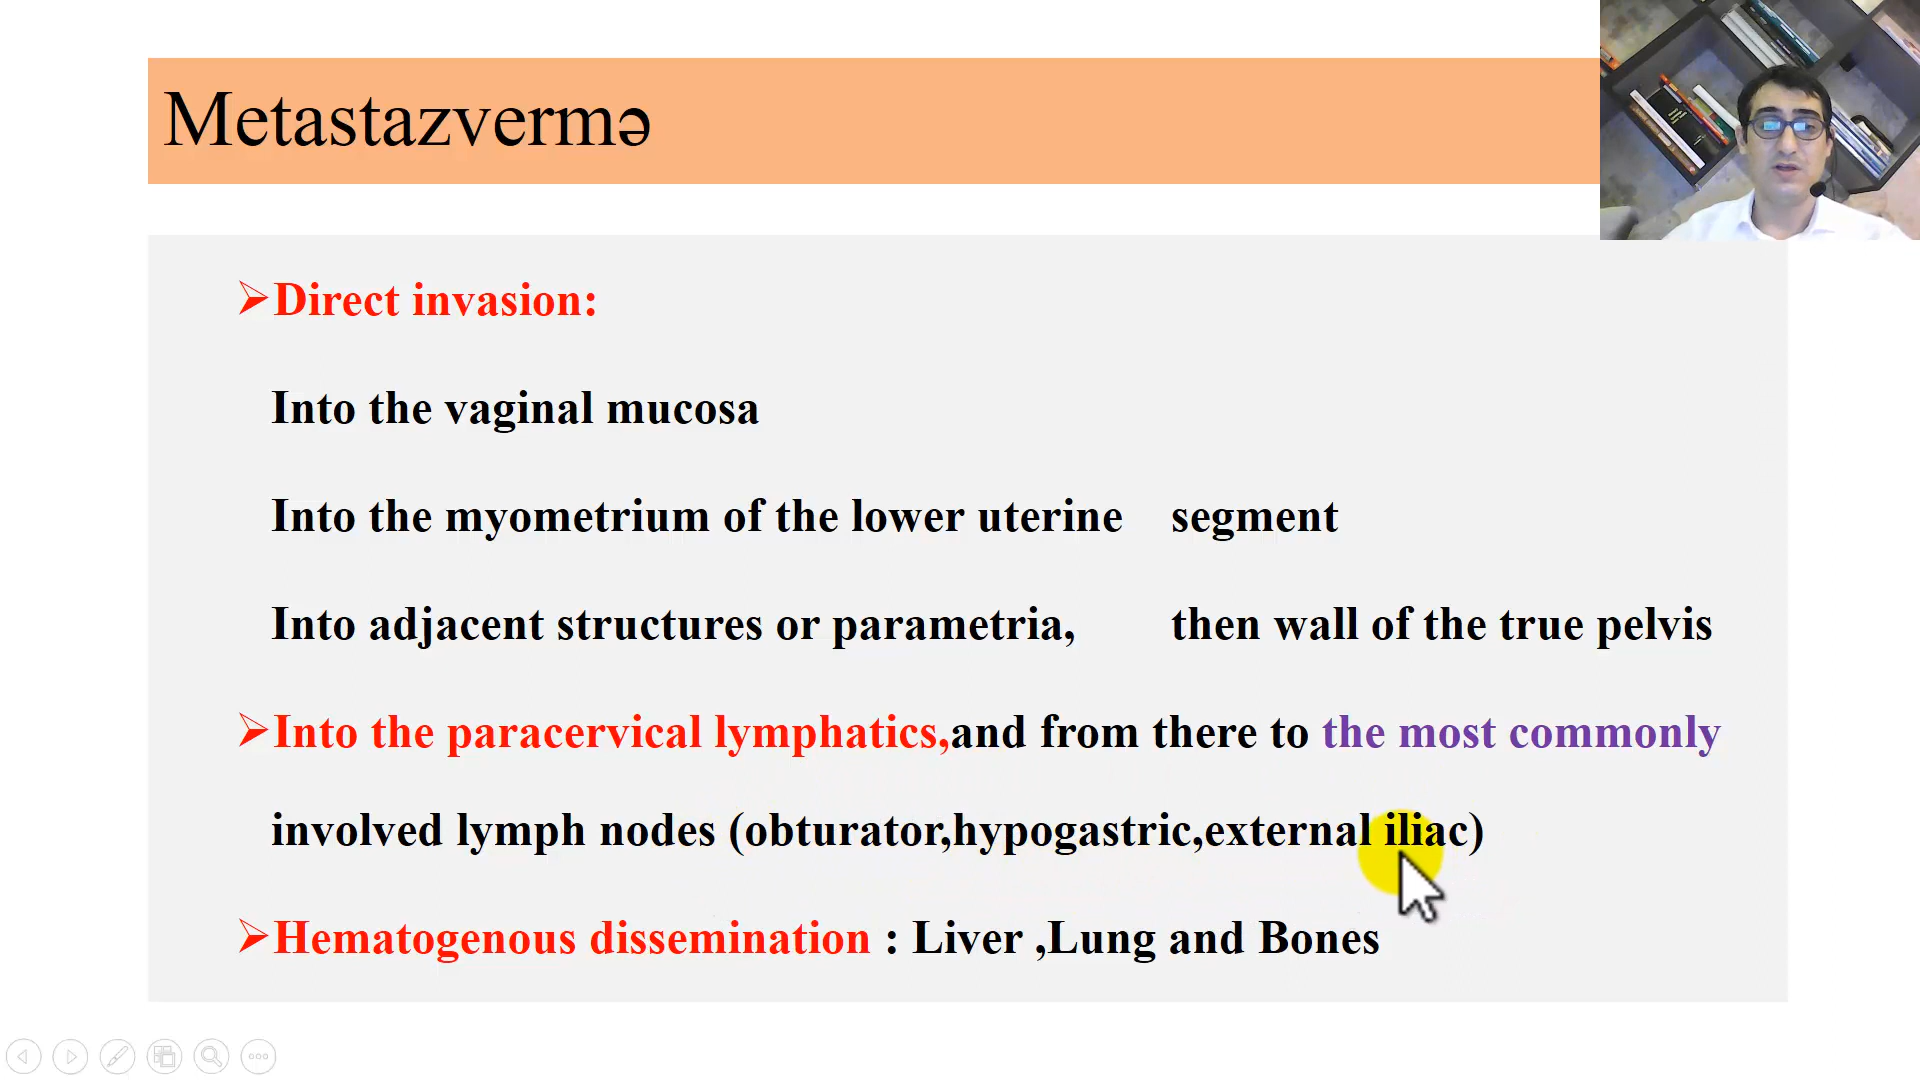 Metastazvermə
➢Direct invasion:
Into the vaginal mucosa
Into the myometrium of the lower uterine segment
Into adjacent structures or parametria, then wall of the true pelvis
➢Into the paracervical lymphatics,and from there to the most commonly
involved lymph nodes (obturator,hypogastric,external iliac)
➢Hematogenous dissemination : Liver ,Lung and Bones